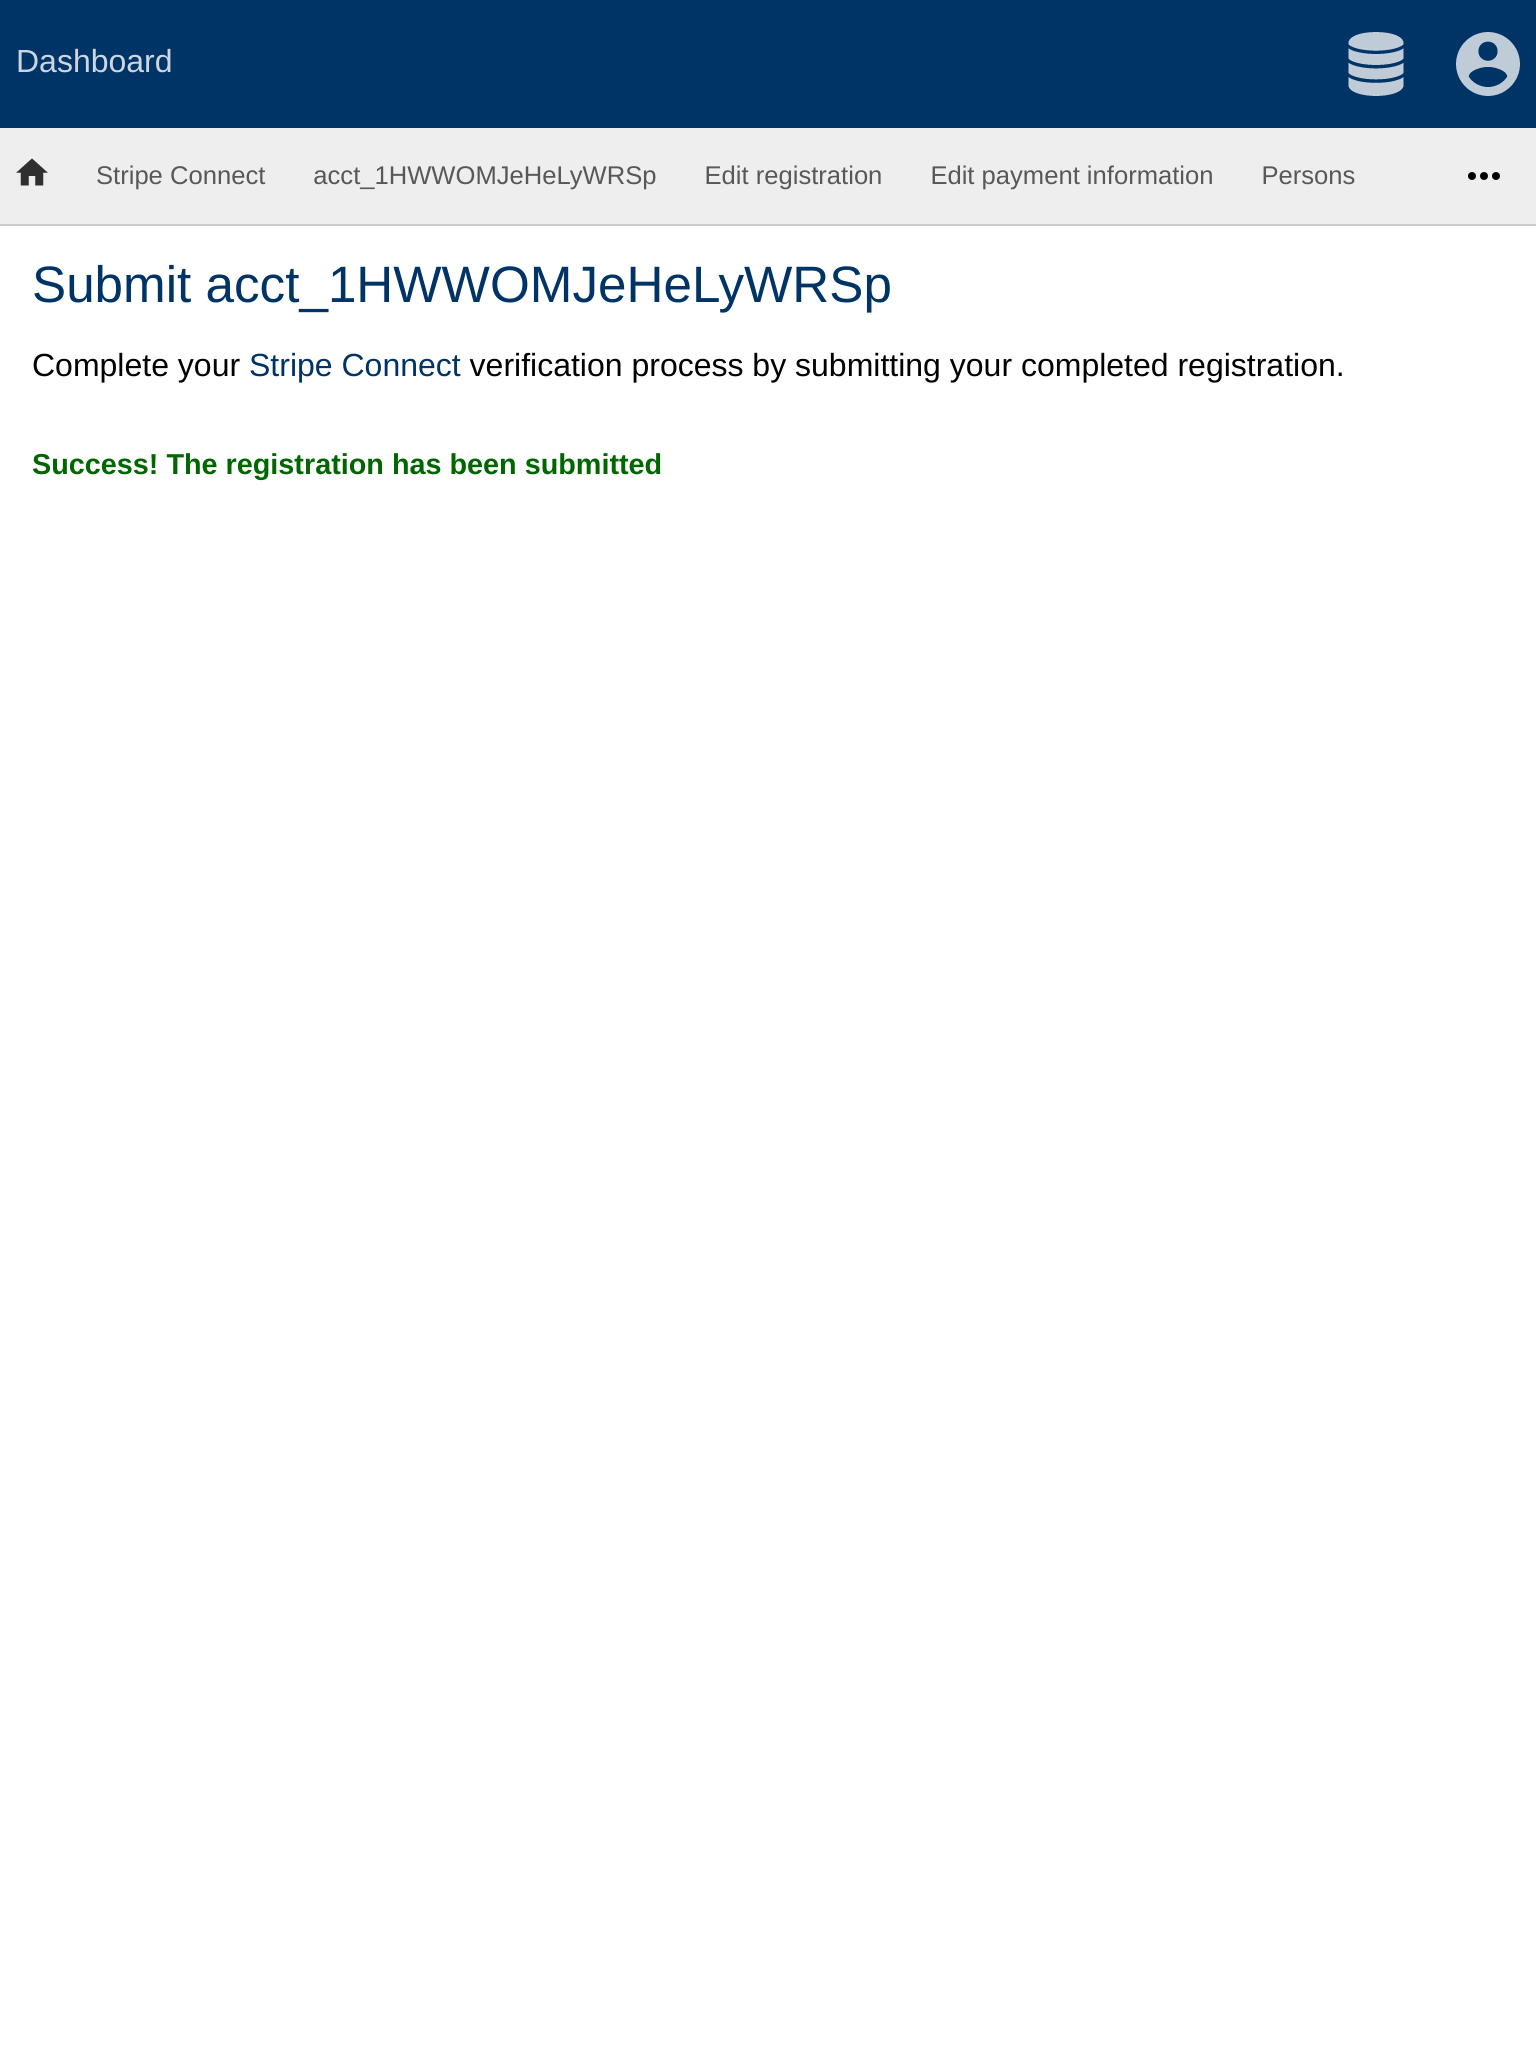 Dashboard
Stripe Connect acct_1HWWOMJeHeLyWRSp Edit registration Edit payment information Persons
Submit acct_1HWWOMJeHeLyWRSp
Complete your Stripe Connect verification process by submitting your completed registration.
Success! The registration has been submitted